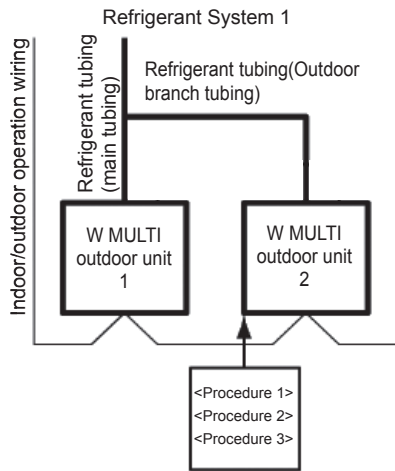 Refrigerant System 1
Indoor/outdoor operation wiring
Refrigerant tubing
(main tubing)
Refrigerant tubing(Outdoor
branch tubing)
W MULTI
outdoor unit
1
W MULTI
outdoor unit
2
<Procedure 1>
<Procedure 2>
<Procedure 3>